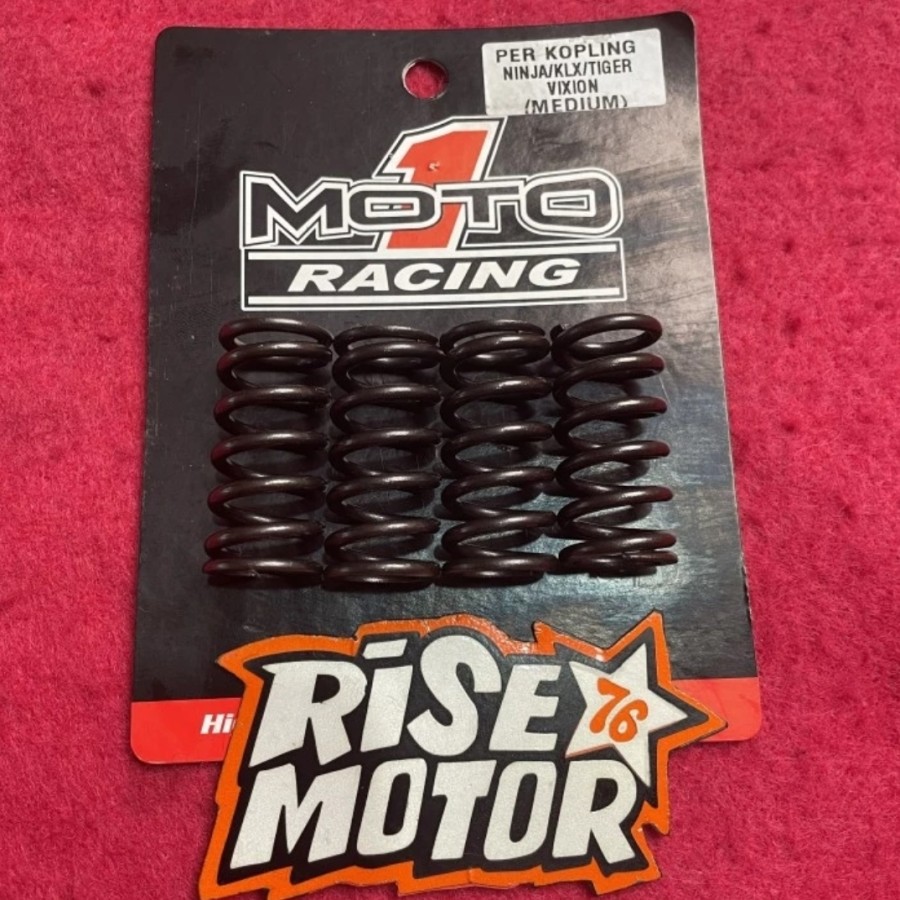 PER KOPLING
NINJA/KLX/TIGER
VIXION
(MEDIUM)
1
MOTO
RACING
RiSE
76
MOTOR